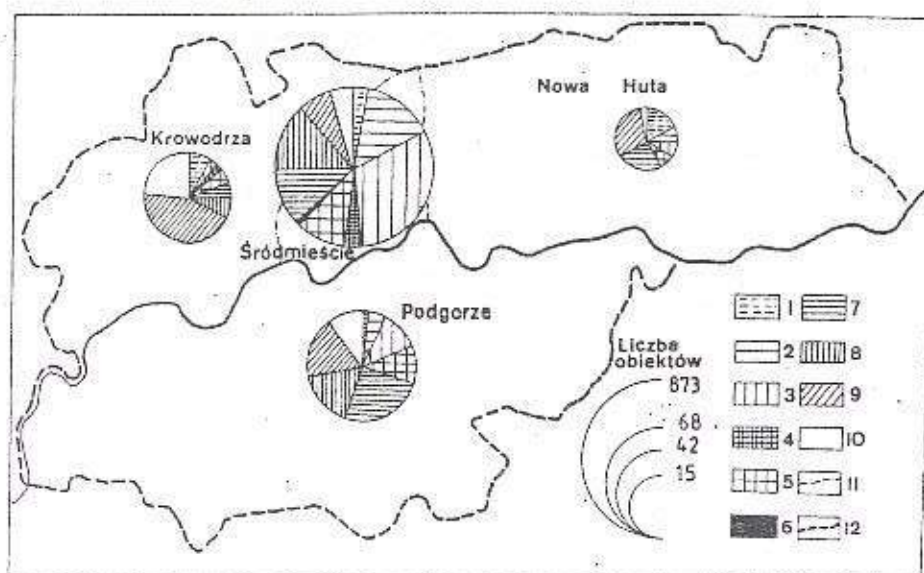 Nowa Huta
Krowodrza
Śródmieście
Podgorze
Liczba
obiektów
873
68
42
15
1 7
2 8
3 9
4 10
5 11
6 12